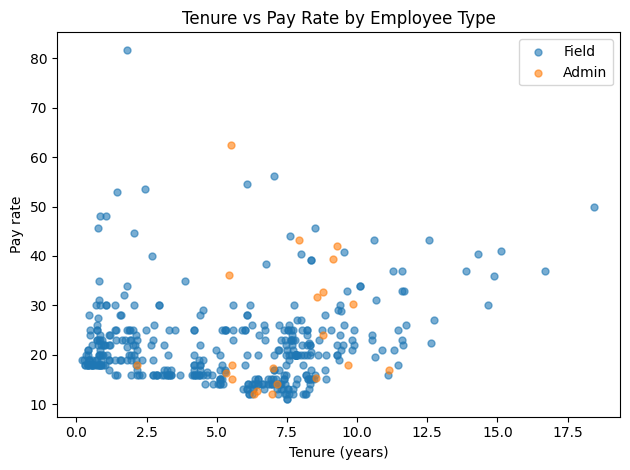 Tenure vs Pay Rate by Employee Type
Field
Admin
Pay rate
80
70
60
50
40
30
20
10
0.0 2.5 5.0 7.5 10.0 12.5 15.0 17.5
Tenure (years)